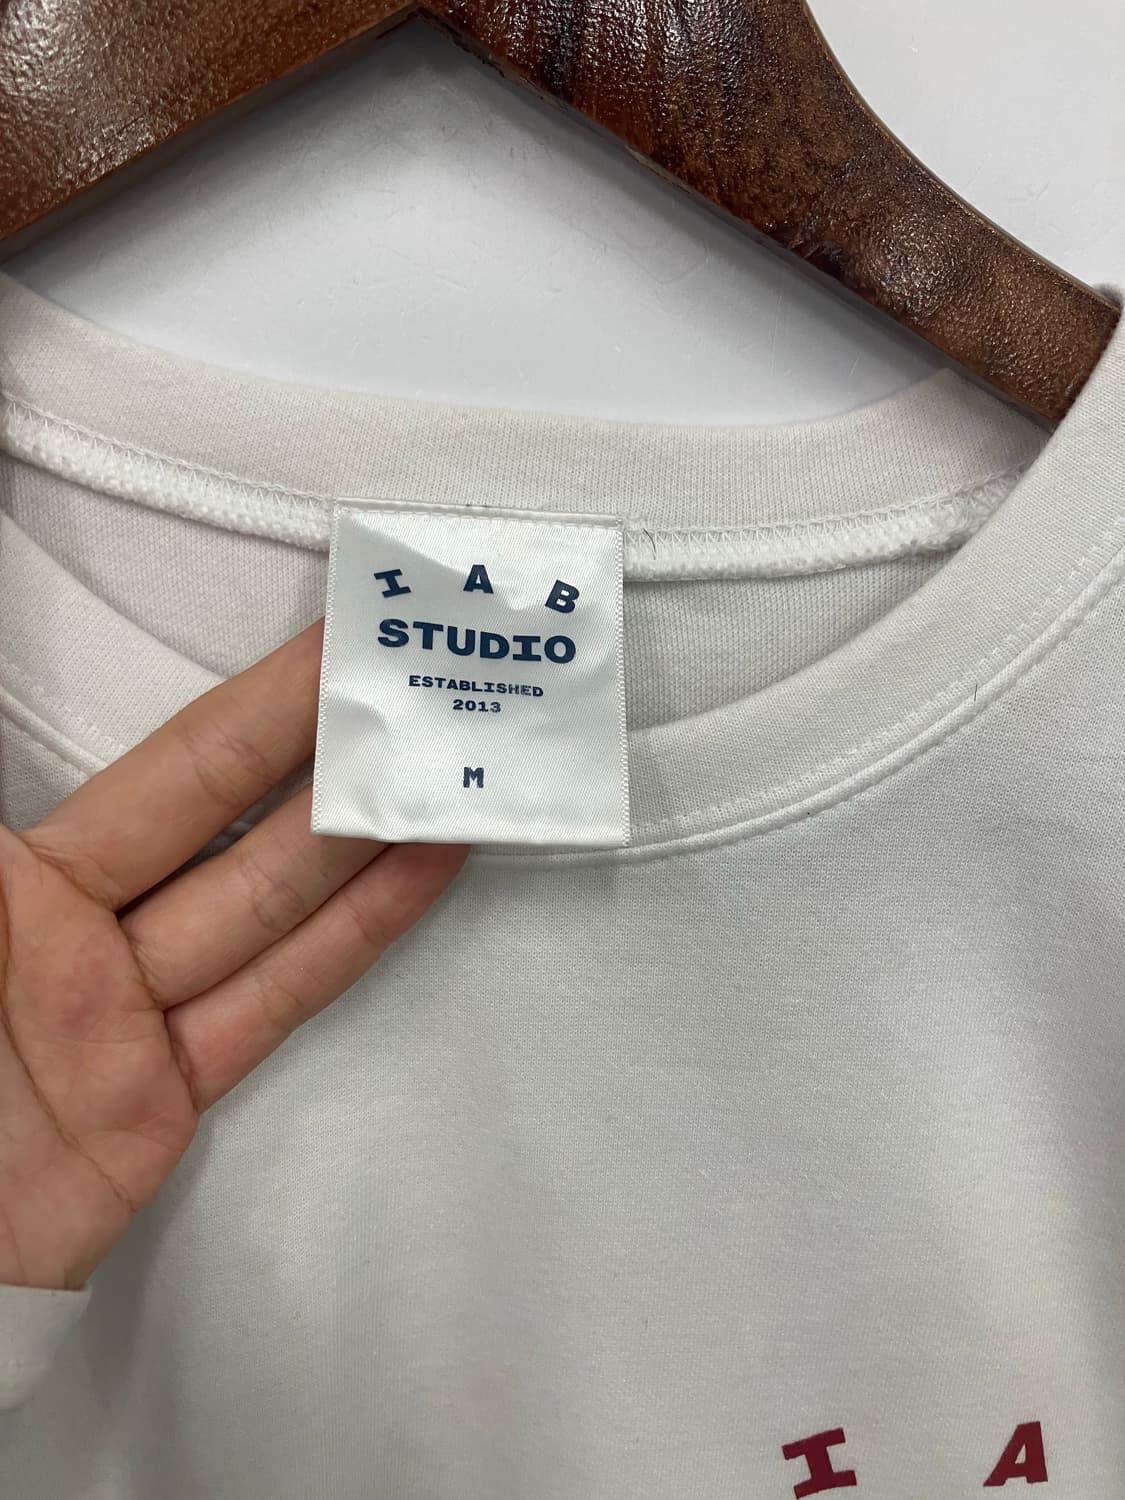 I A B
STUDIO
ESTABLISHED
2013
M
I A